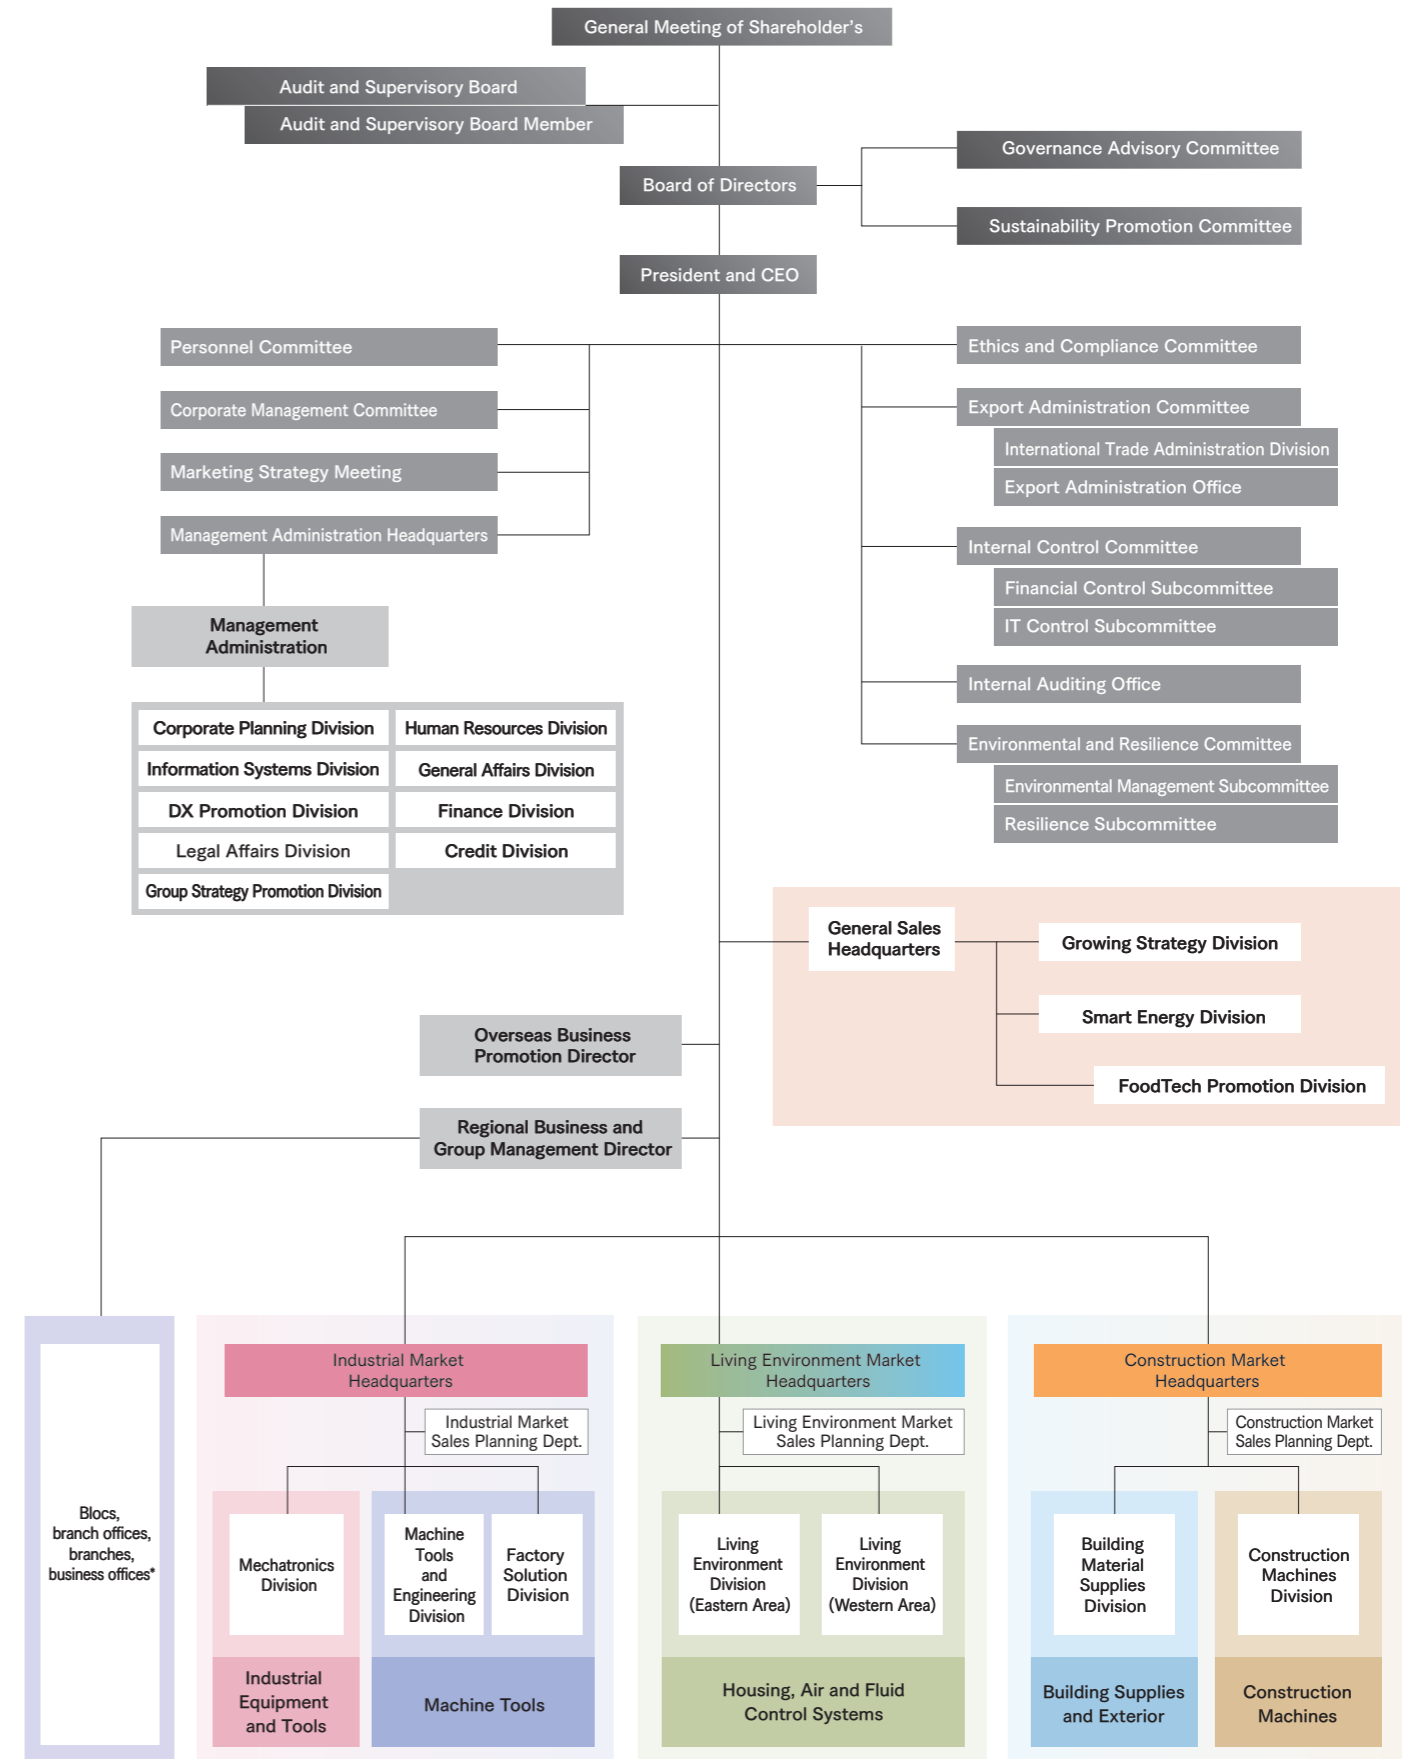 General Meeting of Shareholder’s
Audit and Supervisory Board
Audit and Supervisory Board Member
Governance Advisory Committee
Board of Directors
Sustainability Promotion Committee
President and CEO
Personnel Committee
Corporate Management Committee
Marketing Strategy Meeting
Management Administration Headquarters
Ethics and Compliance Committee
Export Administration Committee
International Trade Administration Division
Export Administration Office
Internal Control Committee
Financial Control Subcommittee
IT Control Subcommittee
Internal Auditing Office
Environmental and Resilience Committee
Environmental Management Subcommittee
Resilience Subcommittee
Management
Administration
Corporate Planning Division
Human Resources Division
Information Systems Division
General Affairs Division
DX Promotion Division
Finance Division
Legal Affairs Division
Credit Division
Group Strategy Promotion Division
General Sales
Headquarters
Growing Strategy Division
Smart Energy Division
FoodTech Promotion Division
Overseas Business
Promotion Director
Regional Business and
Group Management Director
Blocs,
branch offices,
branches,
business offices*
Industrial Market
Headquarters
Industrial Market
Sales Planning Dept.
Mechatronics
Division
Machine
Tools
and
Engineering
Division
Factory
Solution
Division
Industrial
Equipment
and Tools
Machine Tools
Living Environment Market
Headquarters
Living Environment Market
Sales Planning Dept.
Living
Environment
Division
(Eastern Area)
Living
Environment
Division
(Western Area)
Housing, Air and Fluid
Control Systems
Construction Market
Headquarters
Construction Market
Sales Planning Dept.
Building
Material
Supplies
Division
Construction
Machines
Division
Building Supplies
and Exterior
Construction
Machines